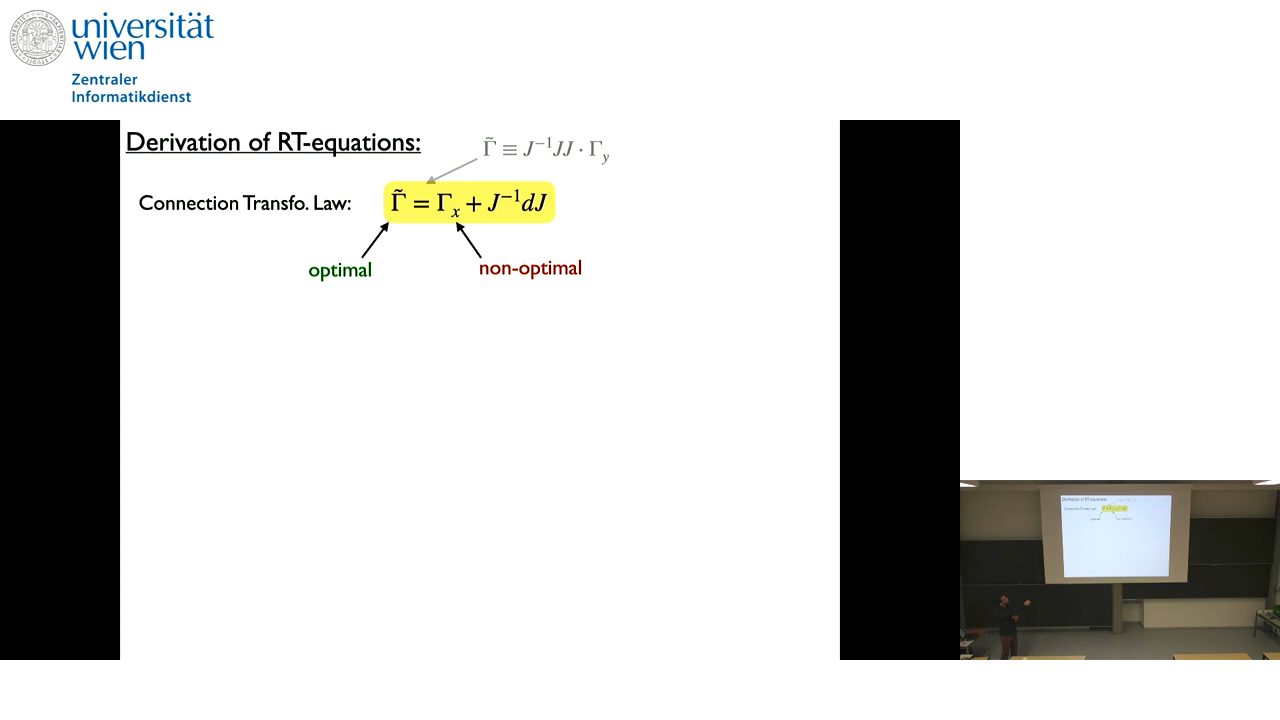 universität
wien
Zentraler
Informatikdienst
Derivation of RT-equations:
Γ̃ ≡ J⁻¹JJ · Γ_y
Connection Transfo. Law: Γ̃ = Γ_x + J⁻¹dJ
optimal non-optimal